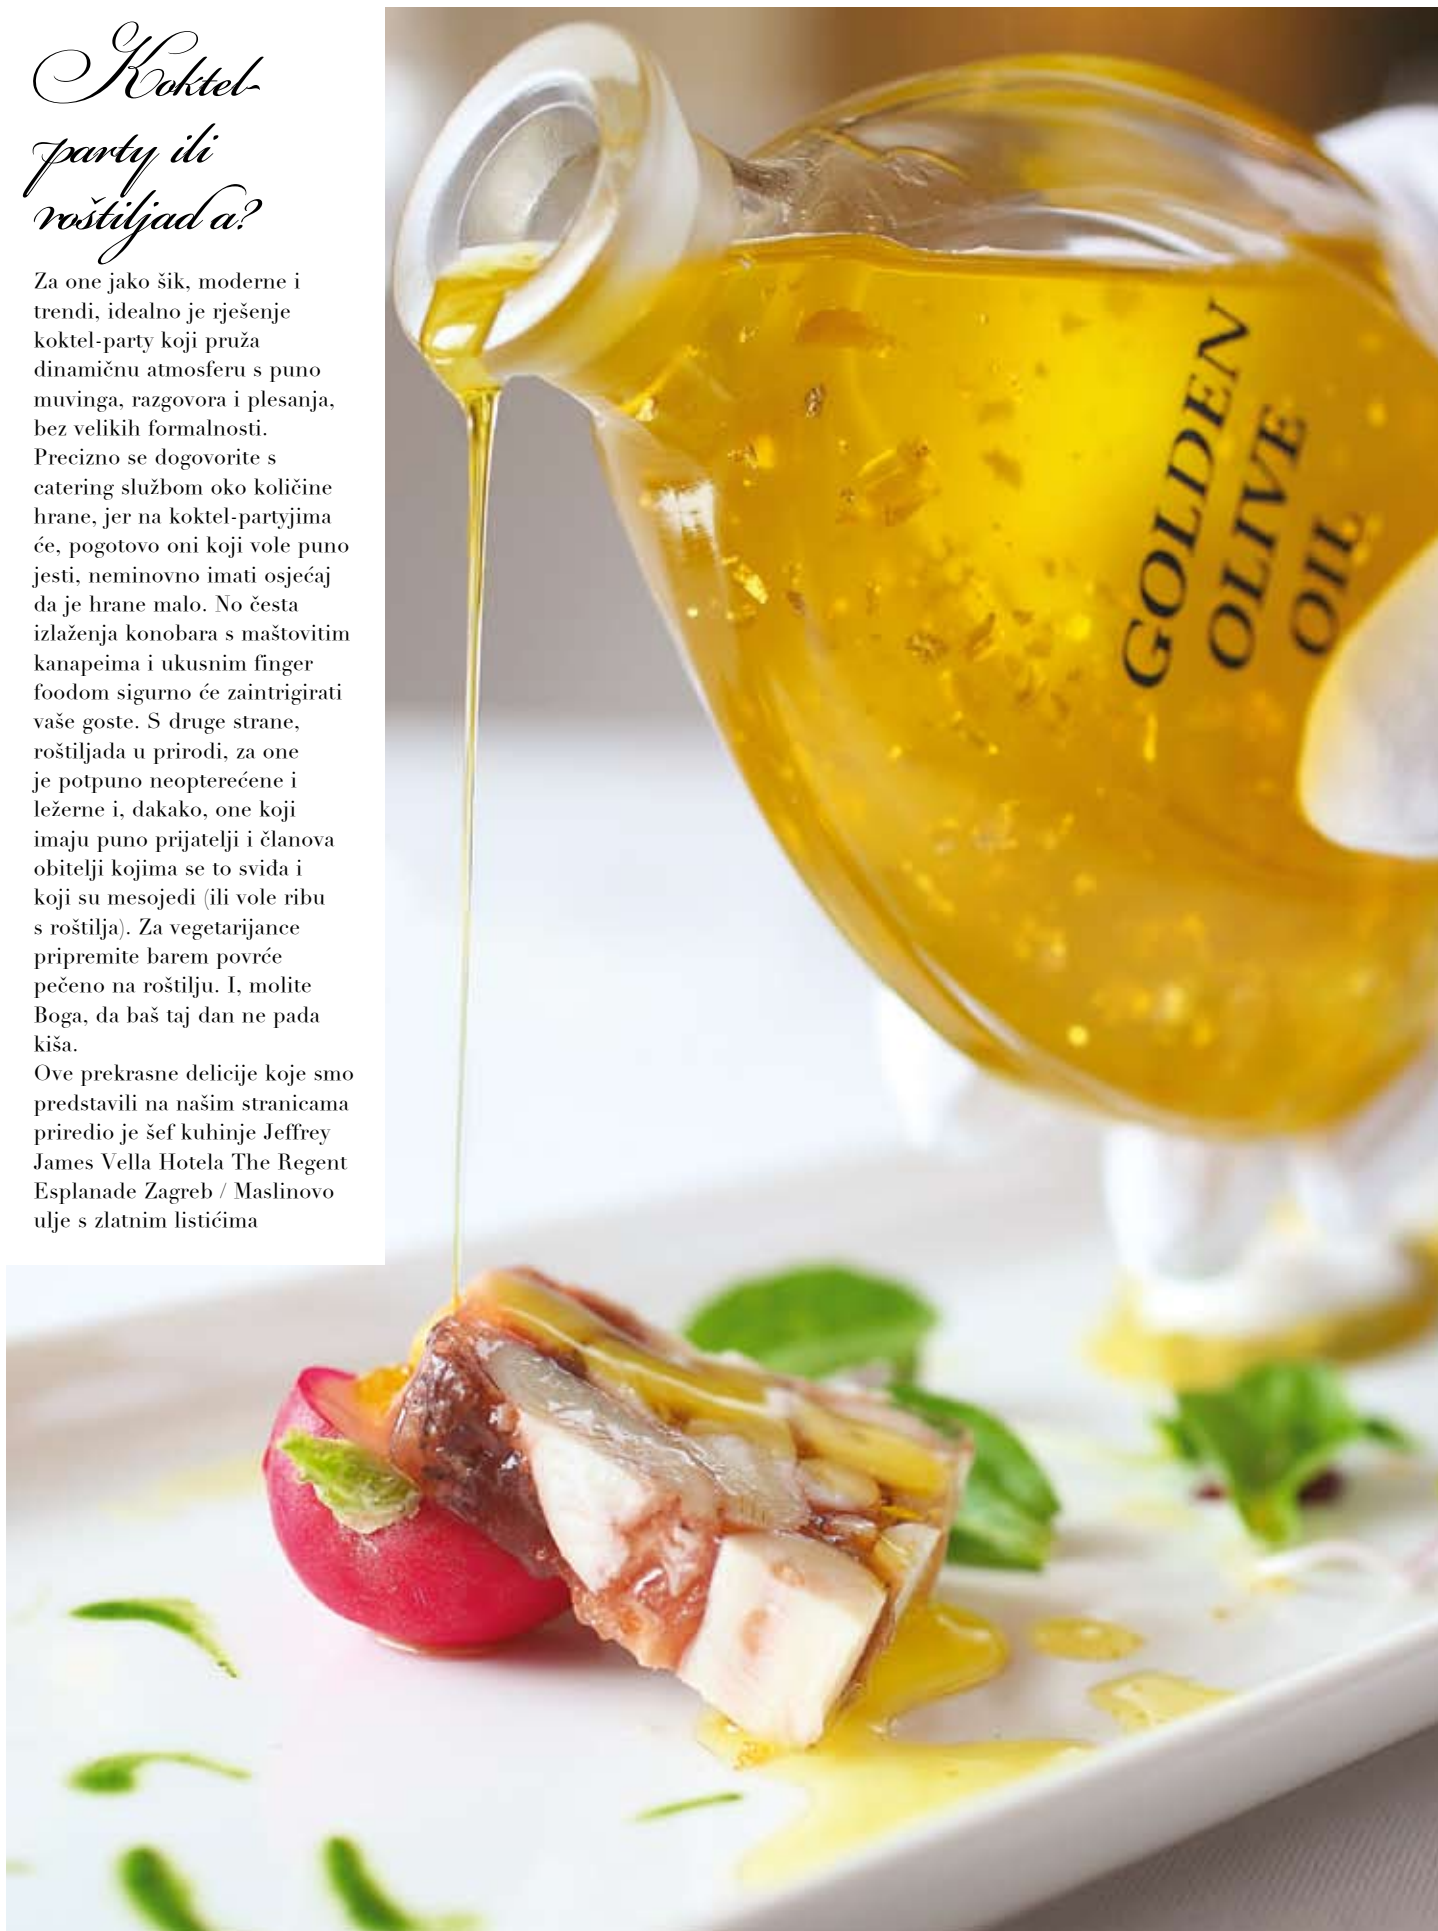 Koktel-
party ili
roštiljada?
Za one jako šik, moderne i
trendi, idealno je rješenje
koktel-party koji pruža
dinamičnu atmosferu s puno
muvinga, razgovora i plesanja,
bez velikih formalnosti.
Precizno se dogovorite s
catering službom oko količine
hrane, jer na koktel-partyjima
će, pogotovo oni koji vole puno
jesti, neminovno imati osjećaj
da je hrane malo. No česta
izlaženja konobara s maštovitim
kanapeima i ukusnim finger
foodom sigurno će zaintrigirati
vaše goste. S druge strane,
roštiljada u prirodi, za one
je potpuno neopterećene i
ležerne i, dakako, one koji
imaju puno prijatelji i članova
obitelji kojima se to sviđa i
koji su mesojedi (ili vole ribu
s roštilja). Za vegetarijance
pripremite barem povrće
pečeno na roštilju. I, molite
Boga, da baš taj dan ne pada
kiša.
Ove prekrasne delicije koje smo
predstavili na našim stranicama
priredio je šef kuhinje Jeffrey
James Vella Hotela The Regent
Esplanade Zagreb / Maslinovo
ulje s zlatnim listićima
GOLDEN
OLIVE
OIL